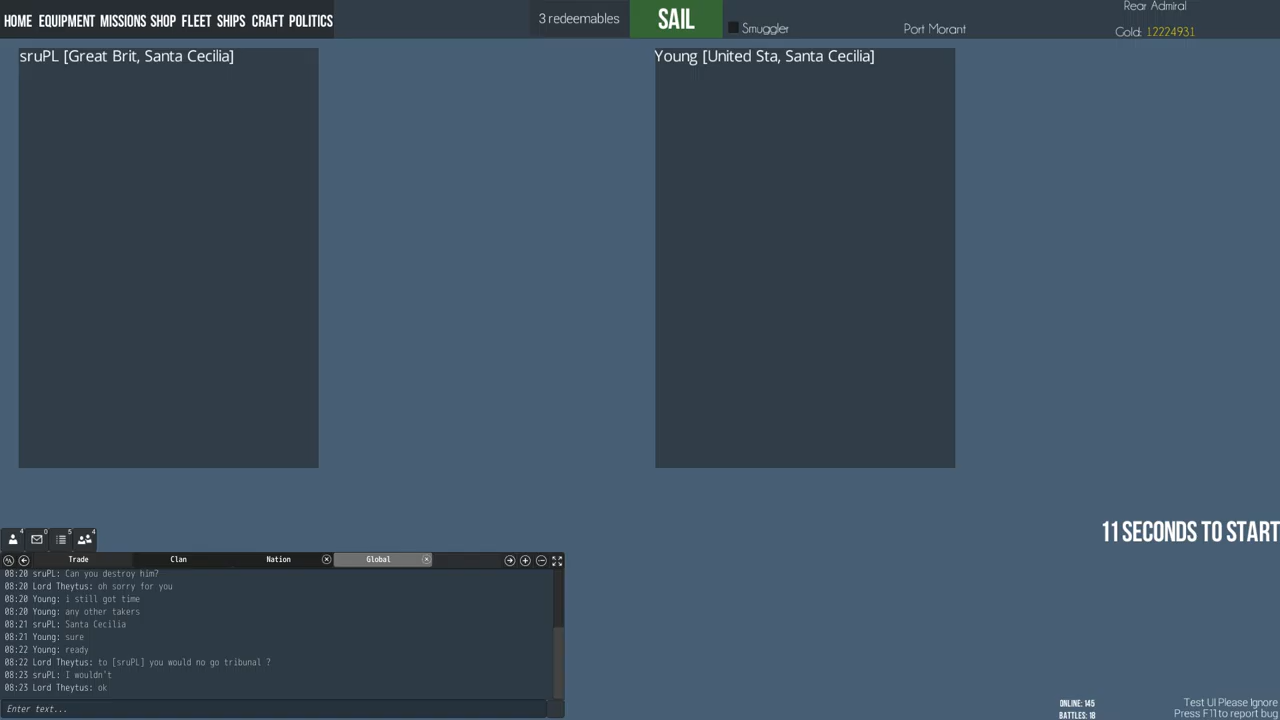 HOME EQUIPMENT MISSIONS SHOP FLEET SHIPS CRAFT POLITICS
3 redeemables
SAIL
Smuggler
Port Morant
Rear Admiral
Gold: 12224931
sruPL [Great Brit, Santa Cecilia]
Young [United Sta, Santa Cecilia]
11 SECONDS TO START
4 0 5 4
Trade Clan Nation Global
08:20 sruPL: Can you destroy him?
08:20 Lord Theytus: oh sorry for you
08:20 Young: i still got time
08:20 Young: any other takers
08:21 sruPL: Santa Cecilia
08:21 Young: sure
08:22 Young: ready
08:22 Lord Theytus: to [sruPL] you would no go tribunal ?
08:23 sruPL: I wouldn't
08:23 Lord Theytus: ok
Enter text...
ONLINE: 145
BATTLES: 18
Test UI Please Ignore
Press F11 to report bug